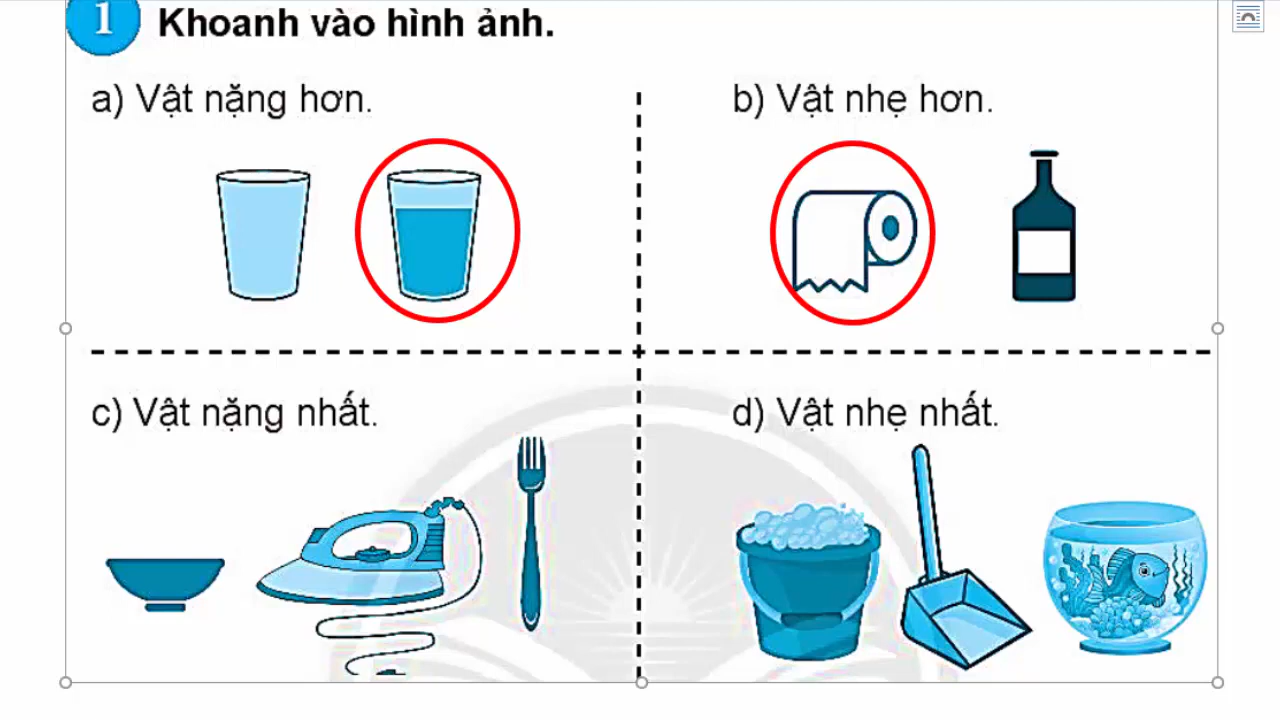 1 Khoanh vào hình ảnh.
a) Vật nặng hơn.
b) Vật nhẹ hơn.
c) Vật nặng nhất.
d) Vật nhẹ nhất.